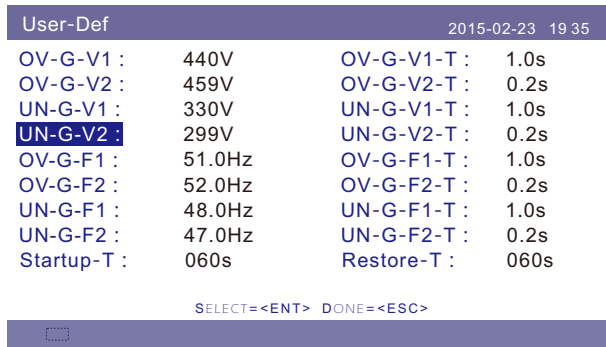 User-Def 2015-02-23 19 35
OV-G-V1 : 440V OV-G-V1-T : 1.0s
OV-G-V2 : 459V OV-G-V2-T : 0.2s
UN-G-V1 : 330V UN-G-V1-T : 1.0s
UN-G-V2 : 299V UN-G-V2-T : 0.2s
OV-G-F1 : 51.0Hz OV-G-F1-T : 1.0s
OV-G-F2 : 52.0Hz OV-G-F2-T : 0.2s
UN-G-F1 : 48.0Hz UN-G-F1-T : 1.0s
UN-G-F2 : 47.0Hz UN-G-F2-T : 0.2s
Startup-T : 060s Restore-T : 060s
SELECT=<ENT> DONE=<ESC>